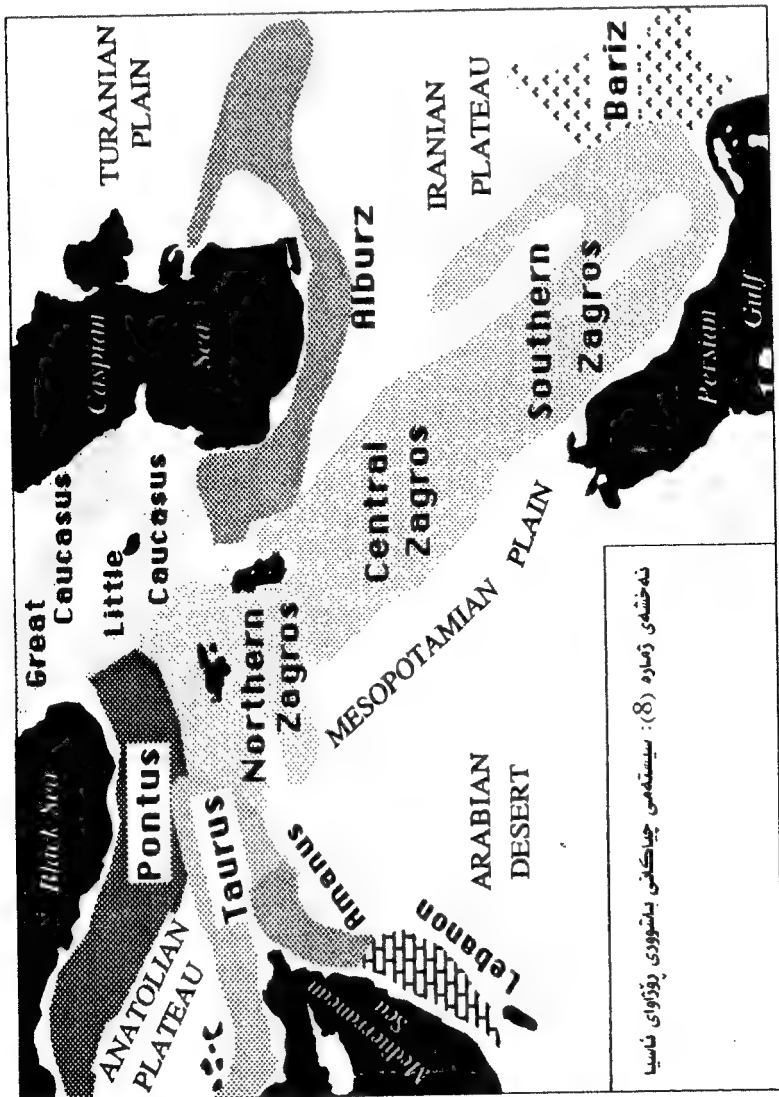 Great
Caucasus
Little
Caucasus
Caspian
Sea
TURANIAN
PLAIN
Black Sea
Pontus
ANATOLIAN
PLATEAU
Taurus
Northern
Zagros
Alburz
IRANIAN
PLATEAU
Bariz
Central
Zagros
Southern
Zagros
MESOPOTAMIAN PLAIN
Persian
Gulf
Amanus
Lebanon
Mediterranean
Sea
ARABIAN
DESERT
نەخشەی ژمارە (8): سیستەمی چیاکانی باشووری ڕۆژاوای ئاسیا